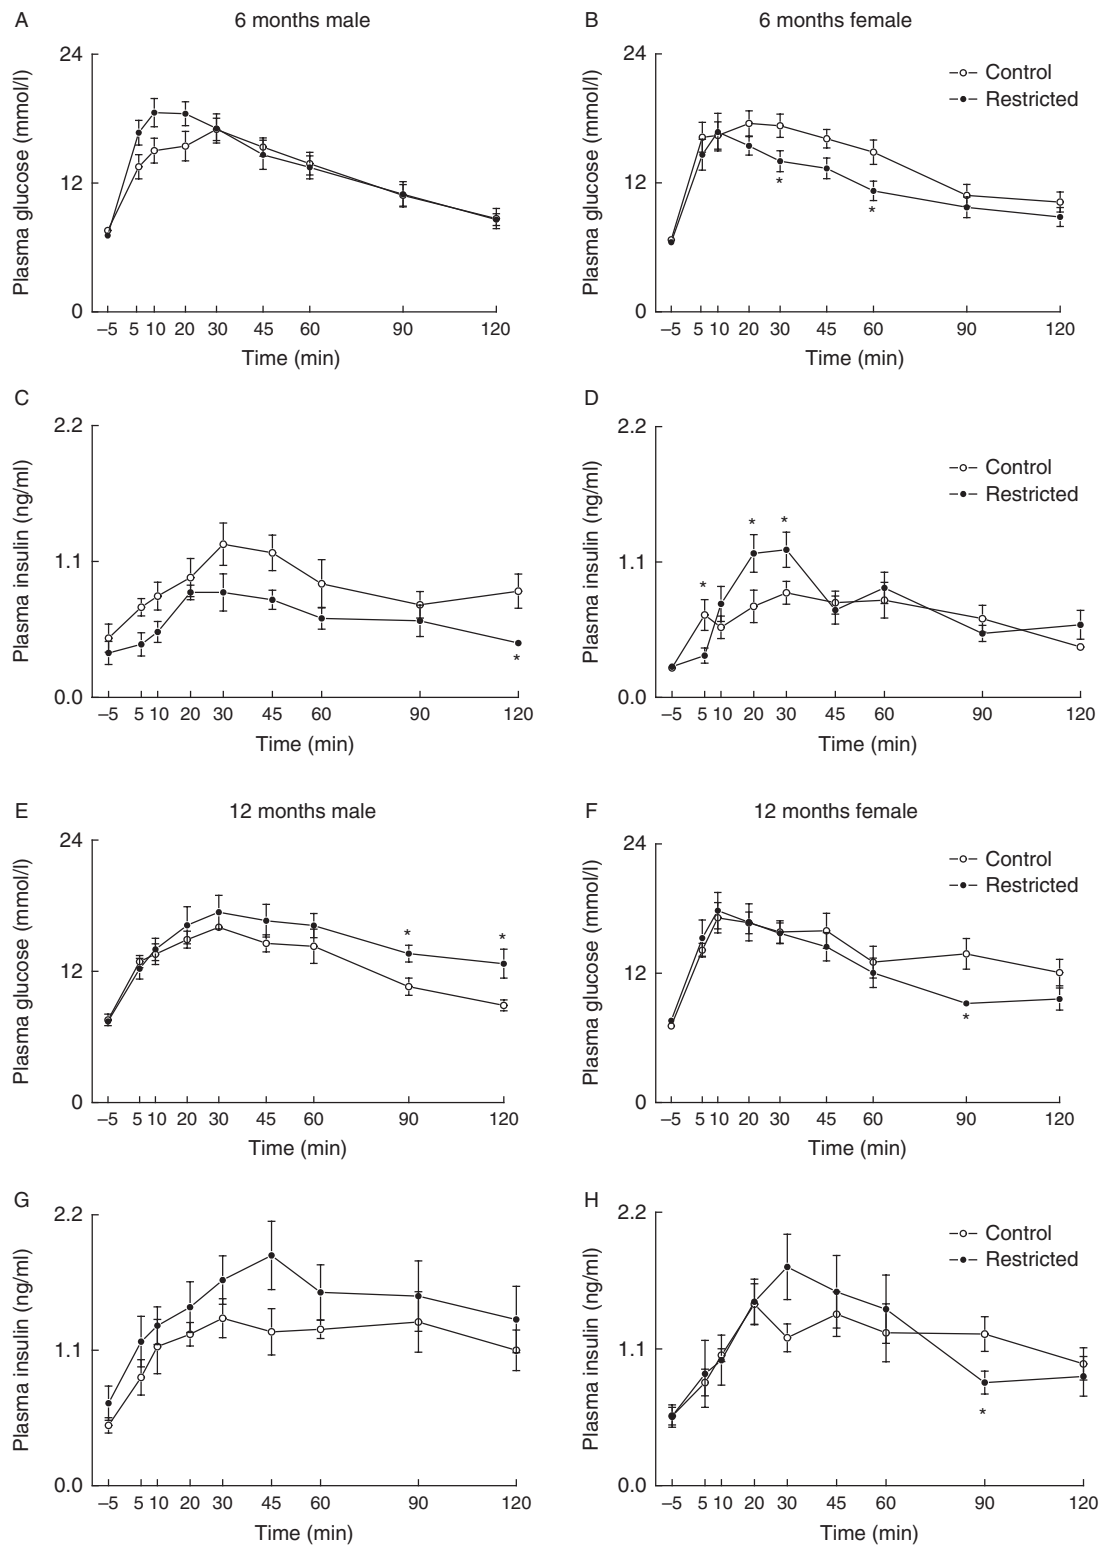 A 6 months male
B 6 months female
24
12
0
Plasma glucose (mmol/l)
–5 5 10 20 30 45 60 90 120
Time (min)
24
12
0
Plasma glucose (mmol/l)
Control
Restricted
*
*
–5 5 10 20 30 45 60 90 120
Time (min)
C
2.2
1.1
0.0
Plasma insulin (ng/ml)
*
–5 5 10 20 30 45 60 90 120
Time (min)
D
2.2
1.1
0.0
Plasma insulin (ng/ml)
Control
Restricted
* * *
–5 5 10 20 30 45 60 90 120
Time (min)
E 12 months male
24
12
0
Plasma glucose (mmol/l)
* *
–5 5 10 20 30 45 60 90 120
Time (min)
F 12 months female
24
12
0
Plasma glucose (mmol/l)
Control
Restricted
*
–5 5 10 20 30 45 60 90 120
Time (min)
G
2.2
1.1
0.0
Plasma insulin (ng/ml)
–5 5 10 20 30 45 60 90 120
Time (min)
H
2.2
1.1
0.0
Plasma insulin (ng/ml)
Control
Restricted
*
–5 5 10 20 30 45 60 90 120
Time (min)